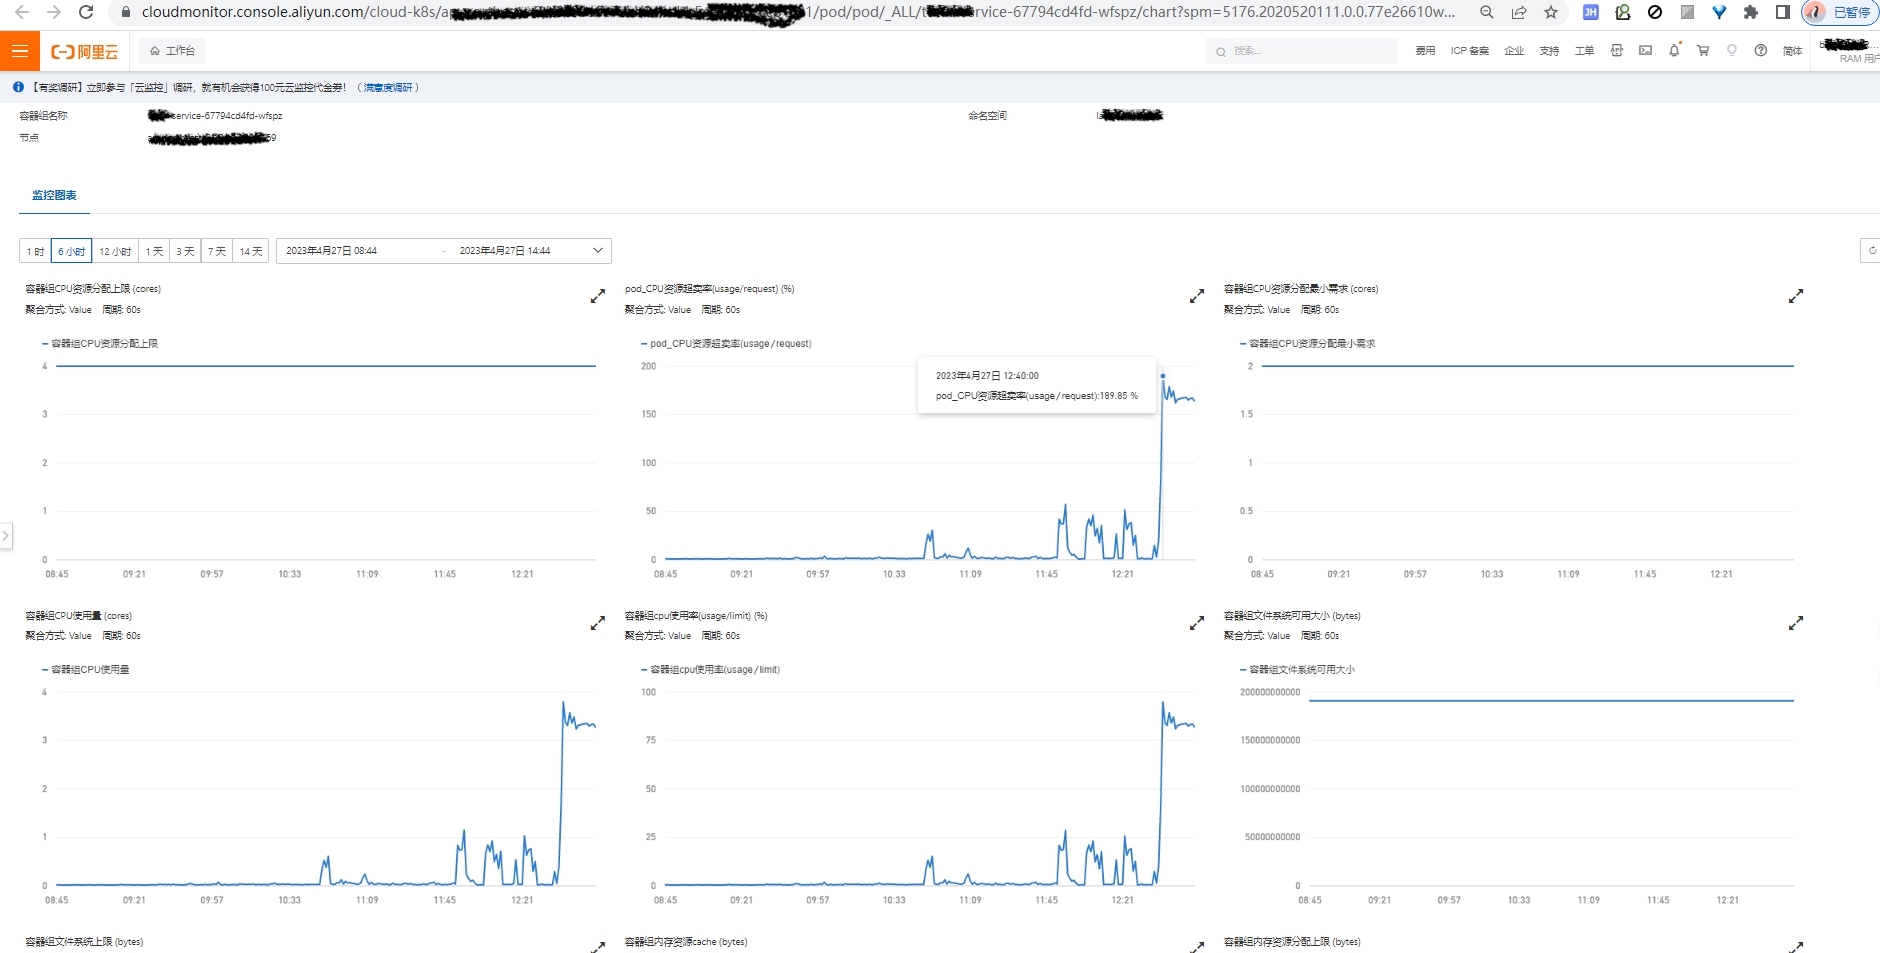 cloudmonitor.console.aliyun.com/cloud-k8s/ap 1/pod/pod/_ALL/t rvice-67794cd4fd-wfspz/chart?spm=5176.2020520111.0.0.77e26610w...
JH
已暂停
阿里云
工作台
搜索...
费用 ICP 备案 企业 支持 工单 简体
RAM 用户
【有奖调研】立即参与「云监控」调研，就有机会获得100元云监控代金券！（ 满意度调研 ）
容器组名称 service-67794cd4fd-wfspz 命名空间
节点
监控图表
1 时 6 小时 12 小时 1 天 3 天 7 天 14 天 2023年4月27日 08:44 - 2023年4月27日 14:44
容器组CPU资源分配上限 (cores)
聚合方式: Value 周期: 60s
容器组CPU资源分配上限
4
3
2
1
0
08:45 09:21 09:57 10:33 11:09 11:45 12:21
pod_CPU资源超卖率(usage/request) (%)
聚合方式: Value 周期: 60s
pod_CPU资源超卖率(usage/request)
200
150
100
50
0
2023年4月27日 12:40:00
pod_CPU资源超卖率(usage/request):189.85 %
08:45 09:21 09:57 10:33 11:09 11:45 12:21
容器组CPU资源分配最小需求 (cores)
聚合方式: Value 周期: 60s
容器组CPU资源分配最小需求
2
1.5
1
0.5
0
08:45 09:21 09:57 10:33 11:09 11:45 12:21
容器组CPU使用量 (cores)
聚合方式: Value 周期: 60s
容器组CPU使用量
4
3
2
1
0
08:45 09:21 09:57 10:33 11:09 11:45 12:21
容器组cpu使用率(usage/limit) (%)
聚合方式: Value 周期: 60s
容器组cpu使用率(usage/limit)
100
75
50
25
0
08:45 09:21 09:57 10:33 11:09 11:45 12:21
容器组文件系统可用大小 (bytes)
聚合方式: Value 周期: 60s
容器组文件系统可用大小
200000000000
150000000000
100000000000
50000000000
0
08:45 09:21 09:57 10:33 11:09 11:45 12:21
容器组文件系统上限 (bytes)
容器组内存资源cache (bytes)
容器组内存资源分配上限 (bytes)